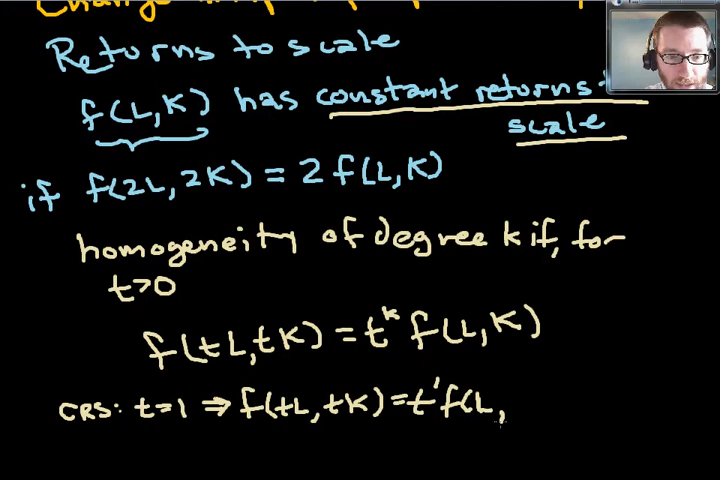 Returns to scale
f(L,K) has constant returns
scale
if f(2L, 2K) = 2 f(L, K)
homogeneity of degree k if, for
t>0
f(tL, tK) = t^k f(L, K)
CRS: t=1 ⇒ f(tL, tK) = t^1 f(L,